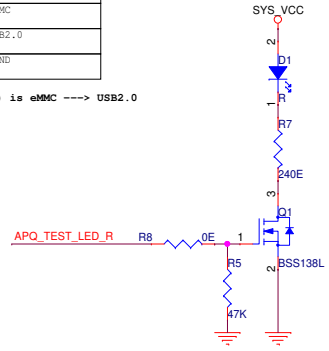 MC
B2.0
ND
is eMMC ---> USB2.0
SYS_VCC
2
D1
R
1
R7
240E
3
Q1
APQ_TEST_LED_R
R8
0E
1
BSS138L
2
R5
47K